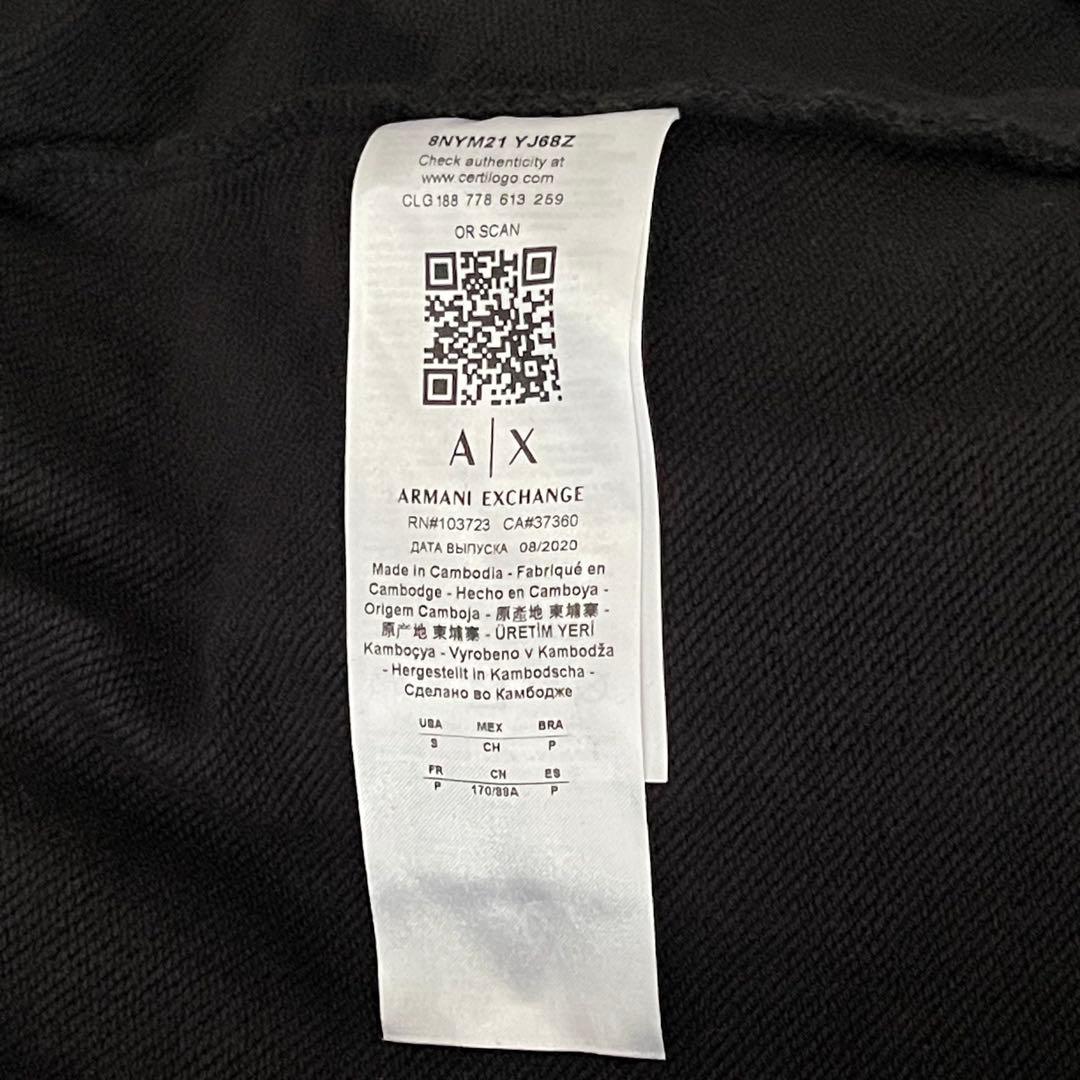 8NYM21 YJ68Z
Check authenticity at
www.certilogo.com
CLG 188 778 613 259
OR SCAN
A|X
ARMANI EXCHANGE
RN#103723 CA#37360
ДАТА ВЫПУСКА 08/2020
Made in Cambodia - Fabriqué en
Cambodge - Hecho en Camboya -
Origem Camboja - 原產地 柬埔寨 -
原产地 柬埔寨 - ÜRETİM YERİ
Kamboçya - Vyrobeno v Kambodža
- Hergestellt in Kambodscha -
Сделано во Камбодже
USA MEX BRA
S CH P
FR CN ES
P 170/88A P